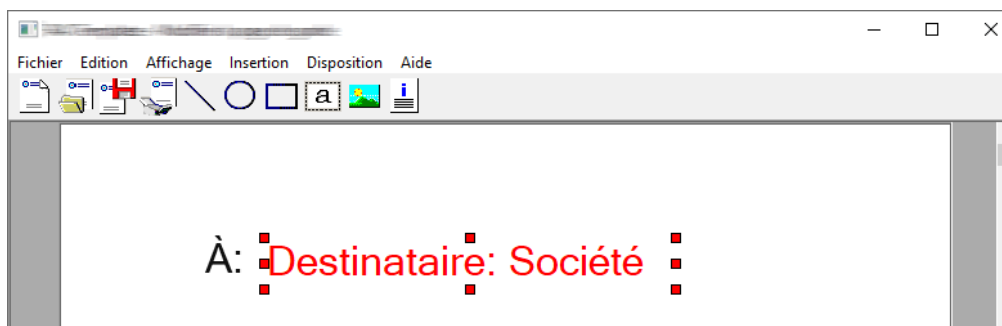 Fichier Edition Affichage Insertion Disposition Aide
a
À: Destinataire: Société